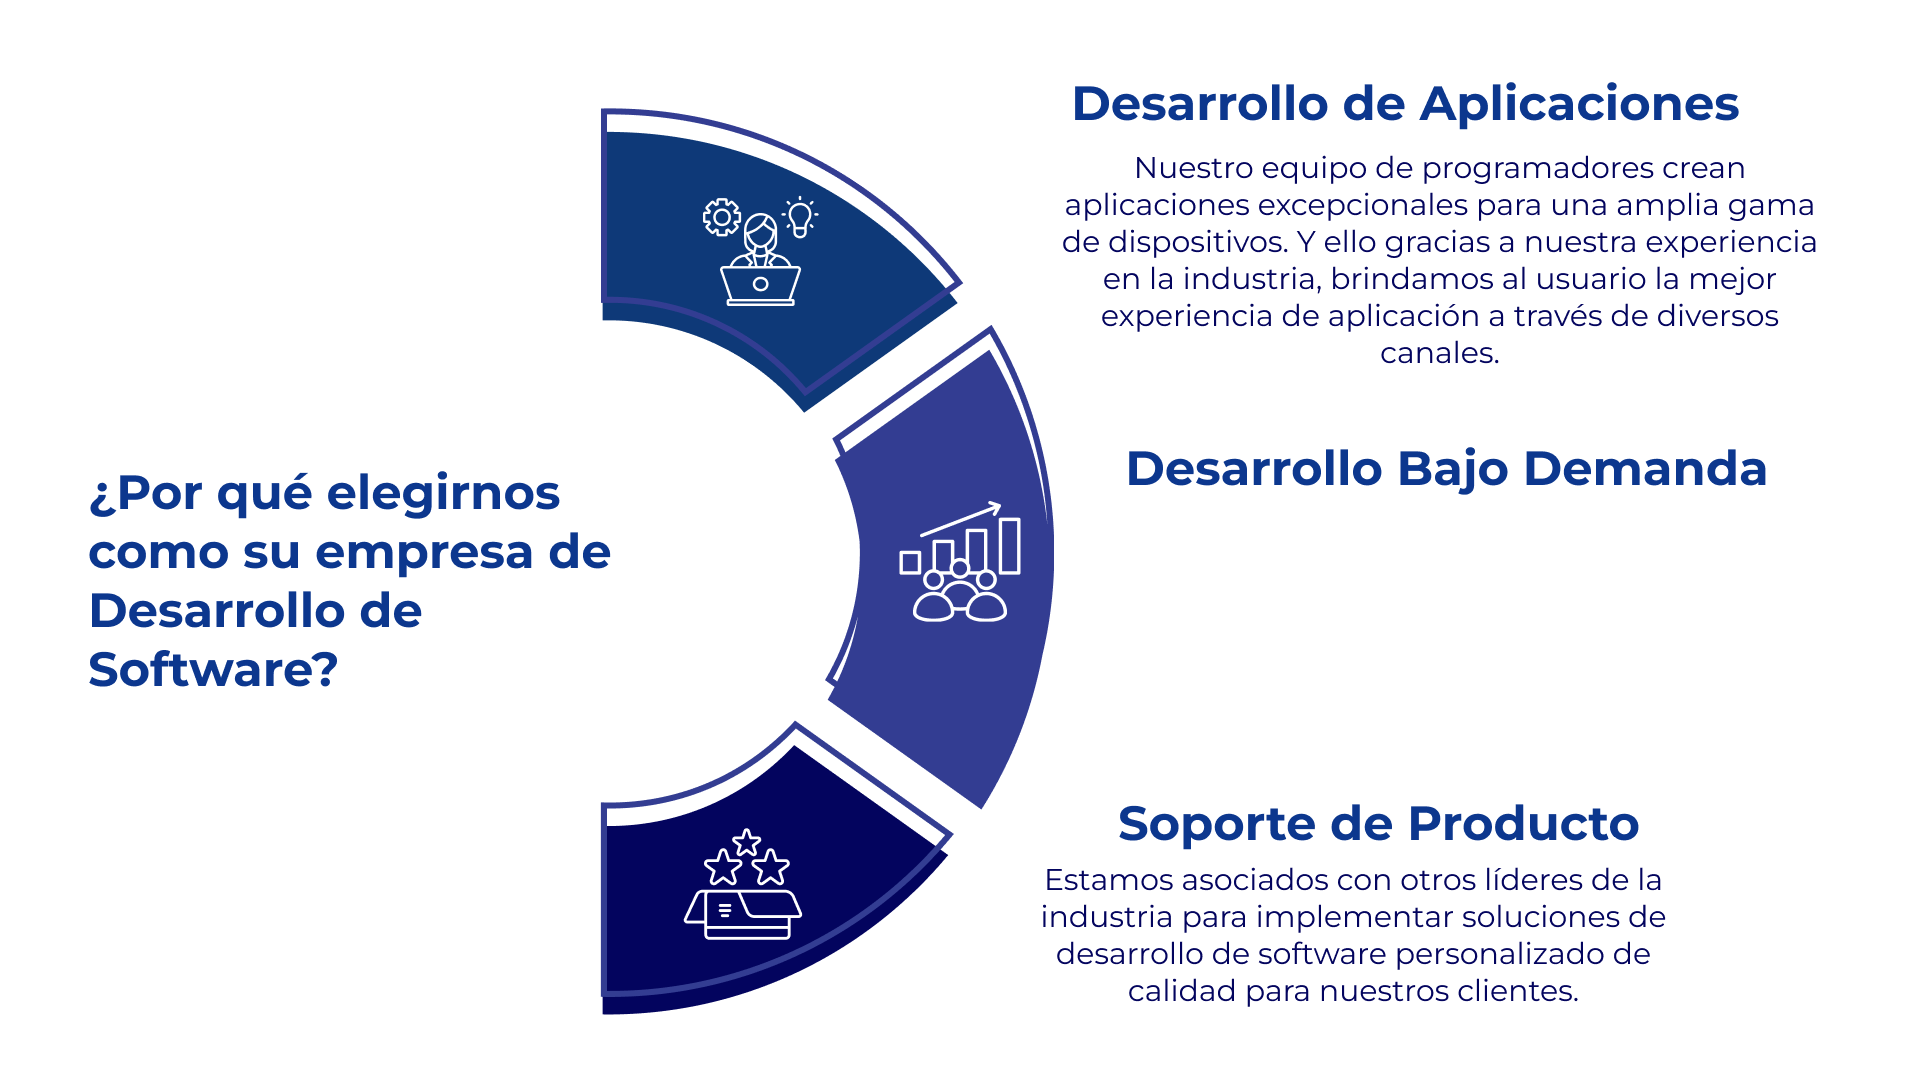 ¿Por qué elegirnos
como su empresa de
Desarrollo de
Software?
Desarrollo de Aplicaciones
Nuestro equipo de programadores crean
aplicaciones excepcionales para una amplia gama
de dispositivos. Y ello gracias a nuestra experiencia
en la industria, brindamos al usuario la mejor
experiencia de aplicación a través de diversos
canales.
Desarrollo Bajo Demanda
Soporte de Producto
Estamos asociados con otros líderes de la
industria para implementar soluciones de
desarrollo de software personalizado de
calidad para nuestros clientes.